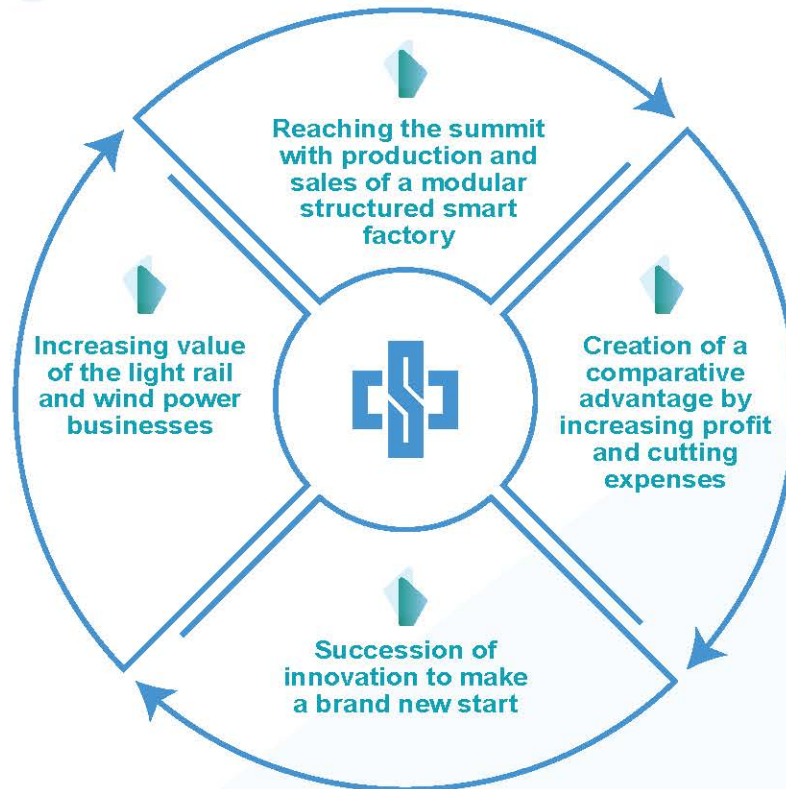 Reaching the summit
with production and
sales of a modular
structured smart
factory
Increasing value
of the light rail
and wind power
businesses
Creation of a
comparative
advantage by
increasing profit
and cutting
expenses
Succession of
innovation to make
a brand new start